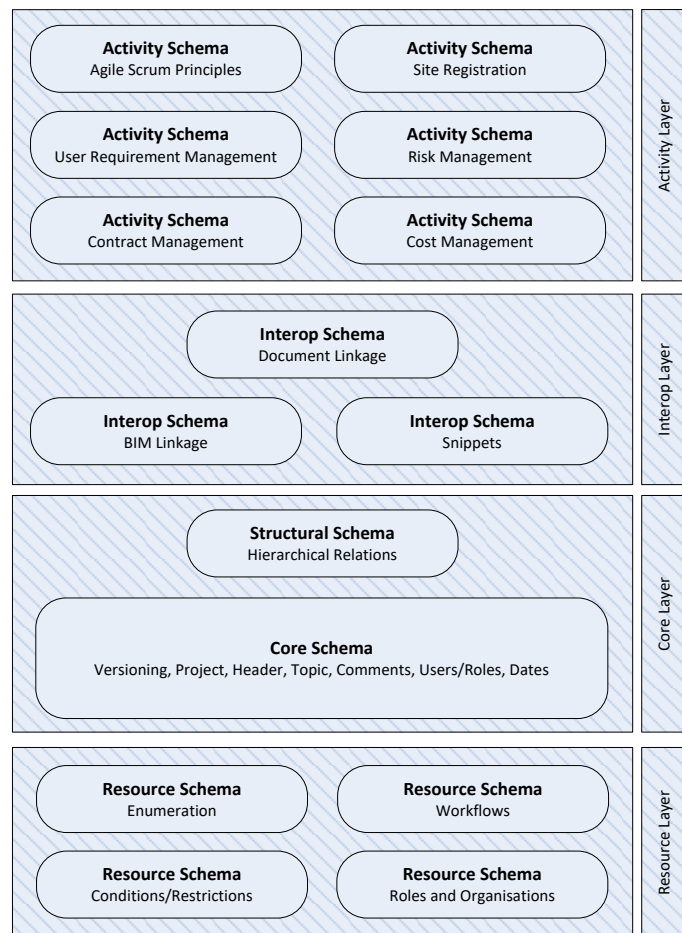 Activity Schema
Agile Scrum Principles
Activity Schema
Site Registration
Activity Schema
User Requirement Management
Activity Schema
Risk Management
Activity Schema
Contract Management
Activity Schema
Cost Management
Activity Layer
Interop Schema
Document Linkage
Interop Schema
BIM Linkage
Interop Schema
Snippets
Interop Layer
Structural Schema
Hierarchical Relations
Core Schema
Versioning, Project, Header, Topic, Comments, Users/Roles, Dates
Core Layer
Resource Schema
Enumeration
Resource Schema
Workflows
Resource Schema
Conditions/Restrictions
Resource Schema
Roles and Organisations
Resource Layer